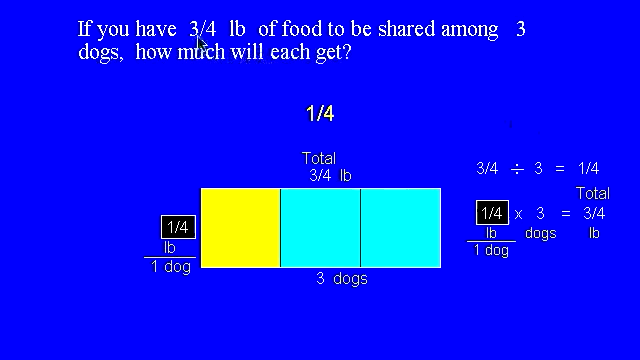 If you have 3/4 lb of food to be shared among 3
dogs, how much will each get?
1/4
Total
3/4 lb
1/4
lb
1 dog
3 dogs
3/4 ÷ 3 = 1/4
Total
1/4 x 3 = 3/4
lb dogs lb
1 dog